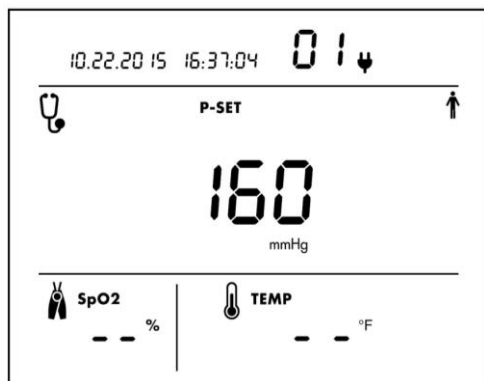 10.22.2015 16:37:04 01
P-SET
160
mmHg
SpO2 TEMP
-- % -- °F